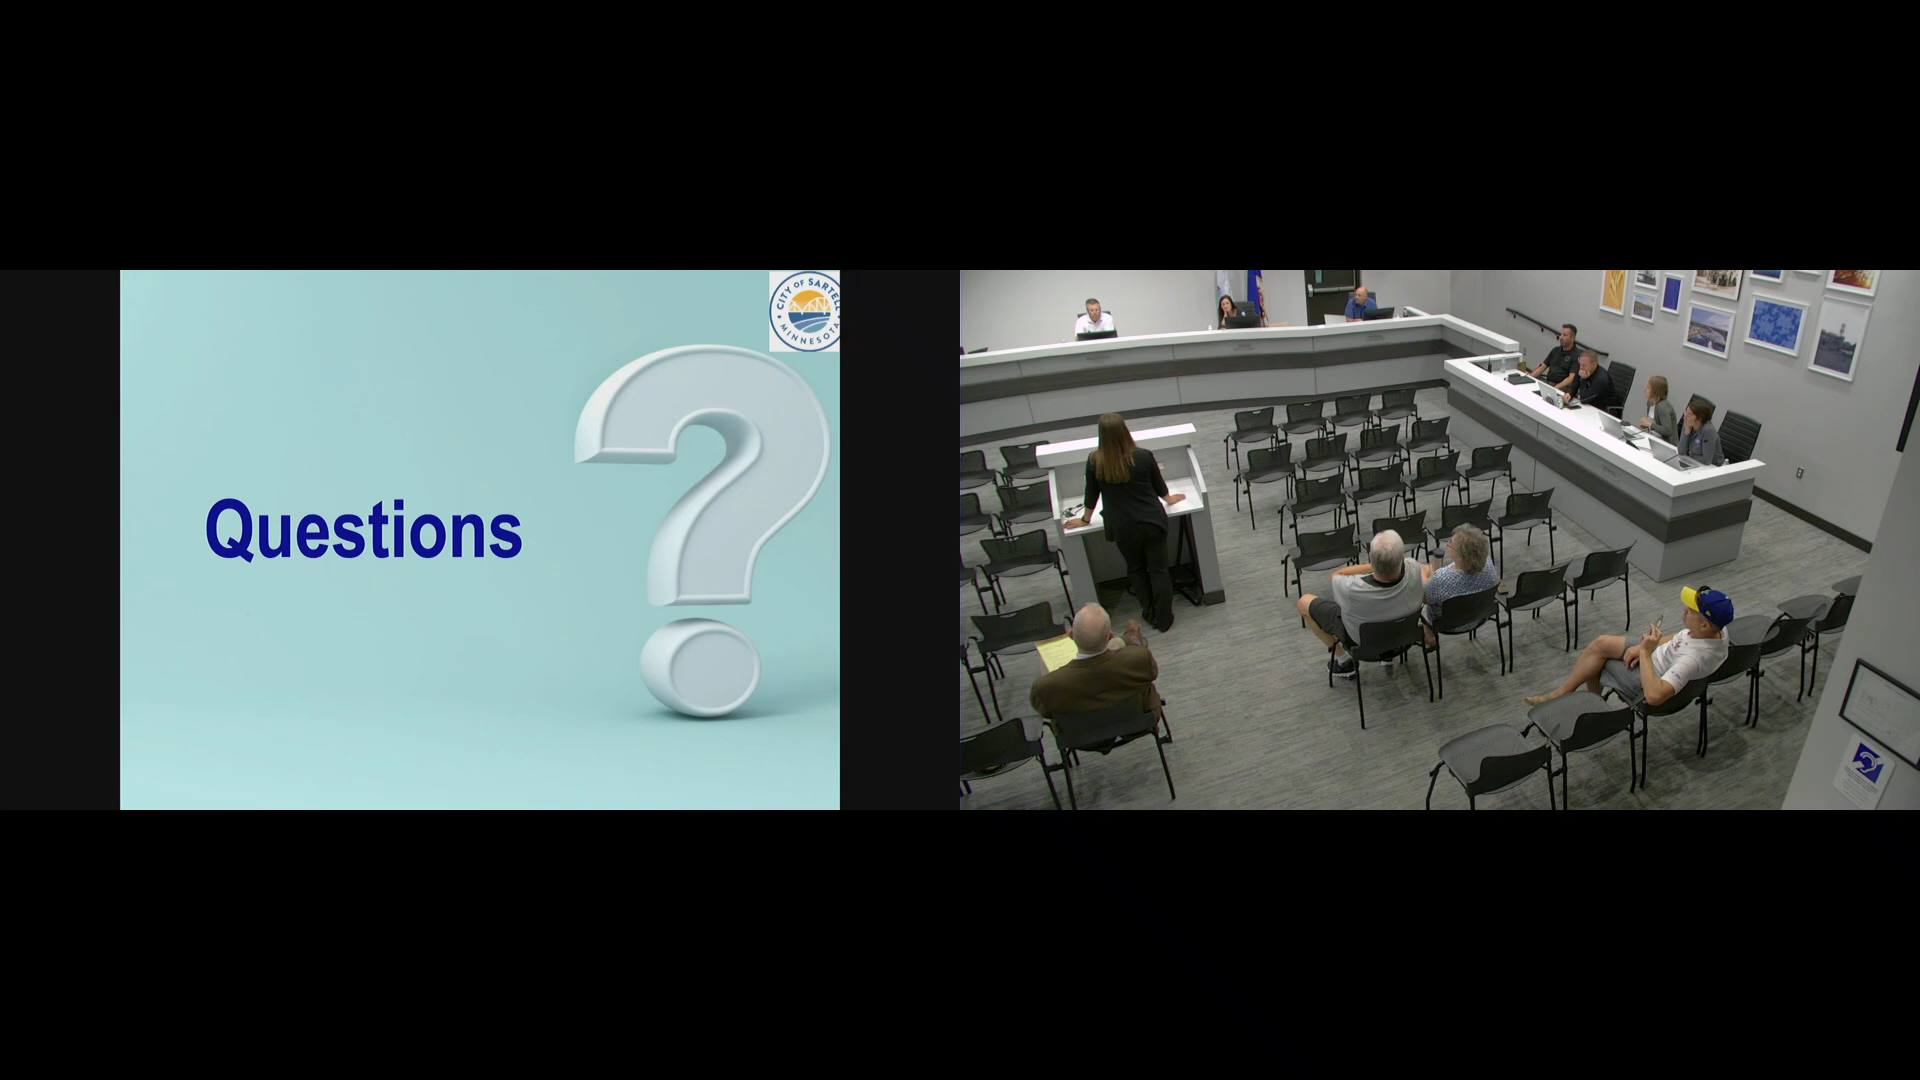 CITY OF SARTELL
• MINNESOTA •
Questions